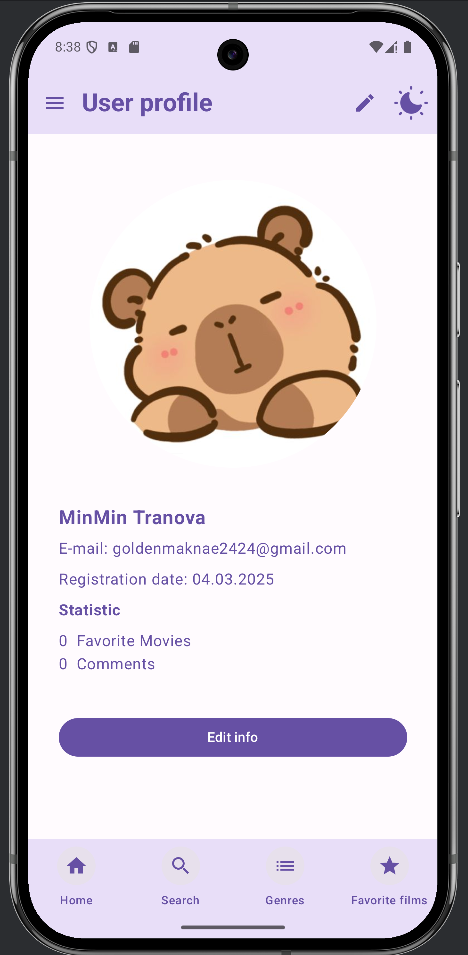 8:38
User profile
MinMin Tranova
E-mail: goldenmaknae2424@gmail.com
Registration date: 04.03.2025
Statistic
0 Favorite Movies
0 Comments
Edit info
Home Search Genres Favorite films